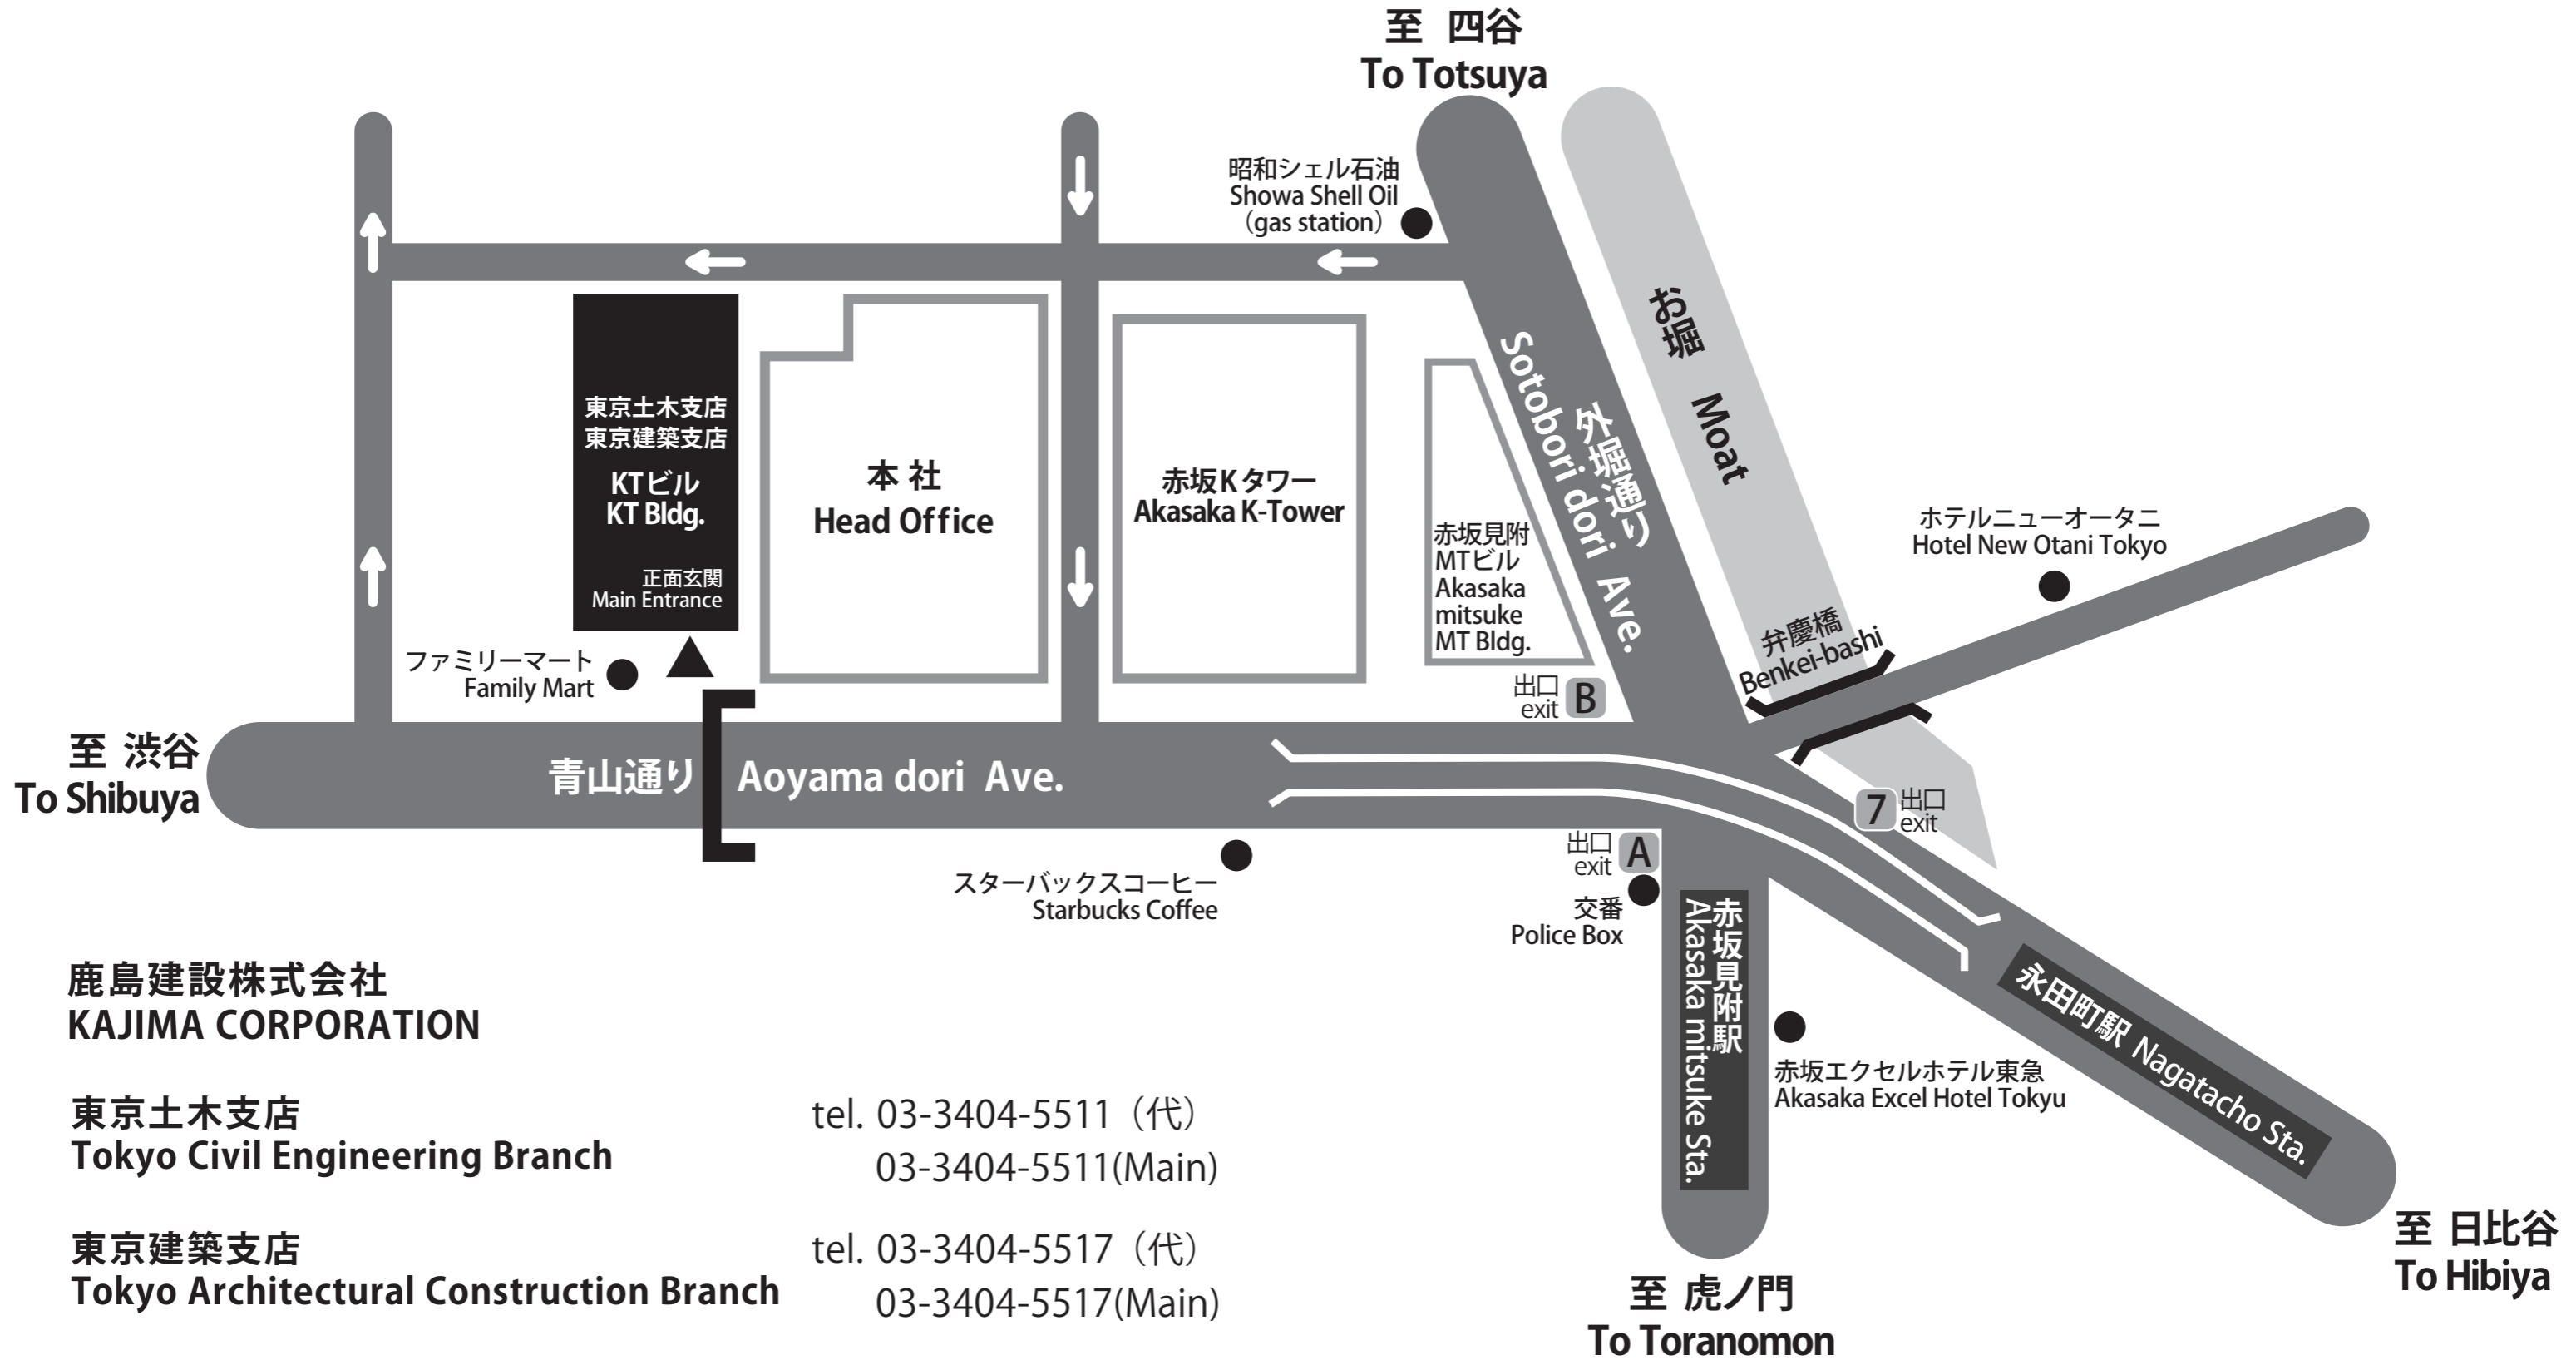 至 四谷
To Totsuya
昭和シェル石油
Showa Shell Oil
（gas station）
お堀 Moat
外堀通り
Sotobori dori Ave.
東京土木支店
東京建築支店
KTビル
KT Bldg.
正面玄関
Main Entrance
本 社
Head Office
赤坂Kタワー
Akasaka K-Tower
赤坂見附
MTビル
Akasaka
mitsuke
MT Bldg.
ホテルニューオータニ
Hotel New Otani Tokyo
弁慶橋
Benkei-bashi
ファミリーマート
Family Mart
出口
exit
B
至 渋谷
To Shibuya
青山通り Aoyama dori Ave.
7
出口
exit
出口
exit
A
スターバックスコーヒー
Starbucks Coffee
交番
Police Box
赤坂見附駅
Akasaka mitsuke Sta.
永田町駅 Nagatacho Sta.
赤坂エクセルホテル東急
Akasaka Excel Hotel Tokyu
鹿島建設株式会社
KAJIMA CORPORATION
東京土木支店 tel. 03-3404-5511（代）
Tokyo Civil Engineering Branch 03-3404-5511(Main)
東京建築支店 tel. 03-3404-5517（代）
Tokyo Architectural Construction Branch 03-3404-5517(Main)
至 日比谷
To Hibiya
至 虎ノ門
To Toranomon